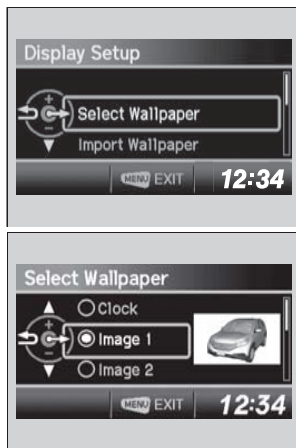 Display Setup
Select Wallpaper
Import Wallpaper
MENU EXIT 12:34
Select Wallpaper
Clock
Image 1
Image 2
MENU EXIT 12:34